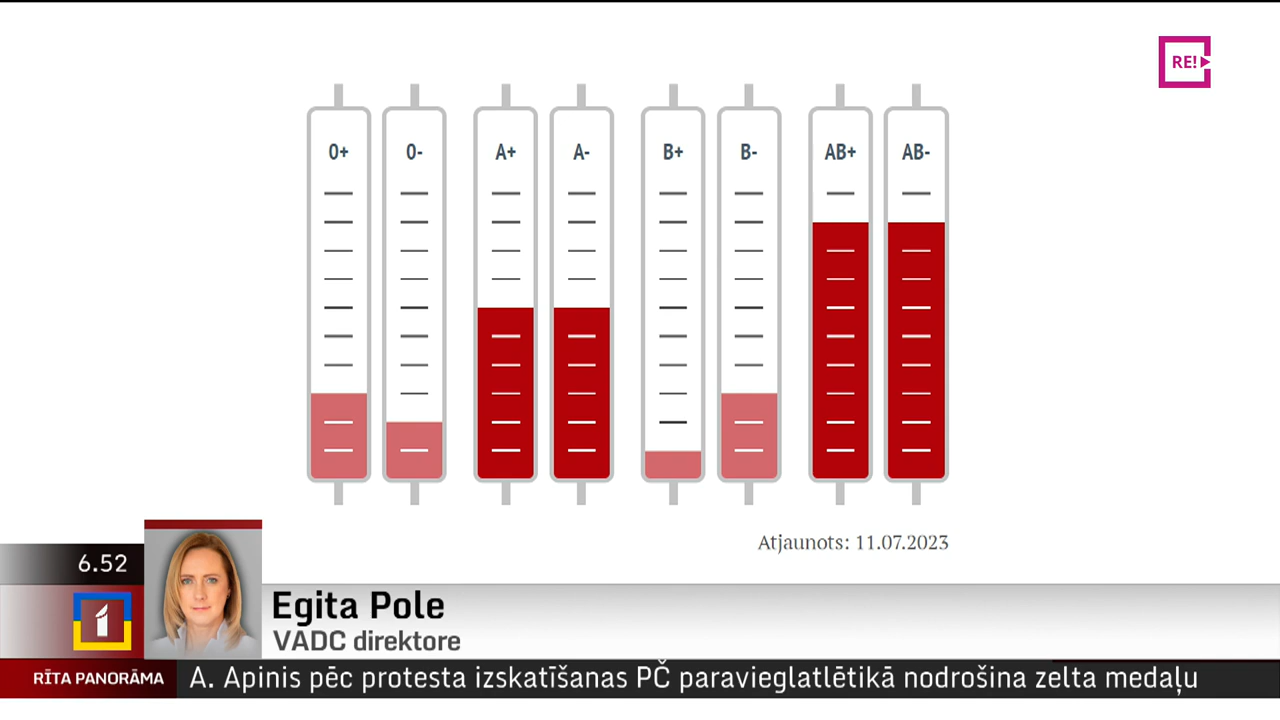 RE!
0+ 0- A+ A- B+ B- AB+ AB-
Atjaunots: 11.07.2023
6.52
1
Egita Pole
VADC direktore
RĪTA PANORĀMA
A. Apinis pēc protesta izskatīšanas PČ paravieglatlētikā nodrošina zelta medaļu